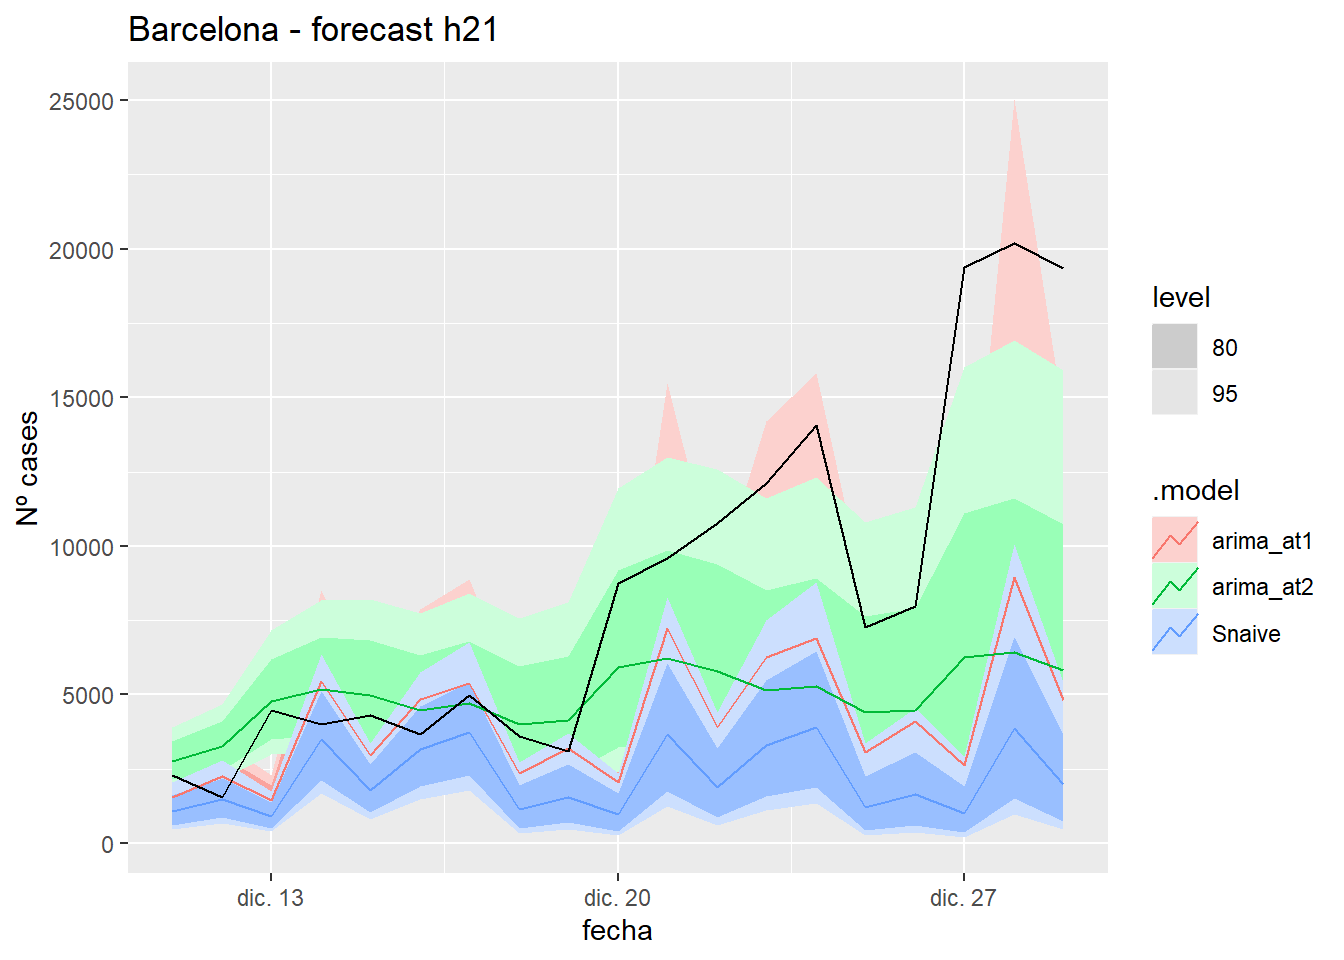 Barcelona - forecast h21
25000
20000
15000
10000
5000
0
Nº cases
dic. 13
dic. 20
dic. 27
fecha
level
80
95
.model
arima_at1
arima_at2
Snaive